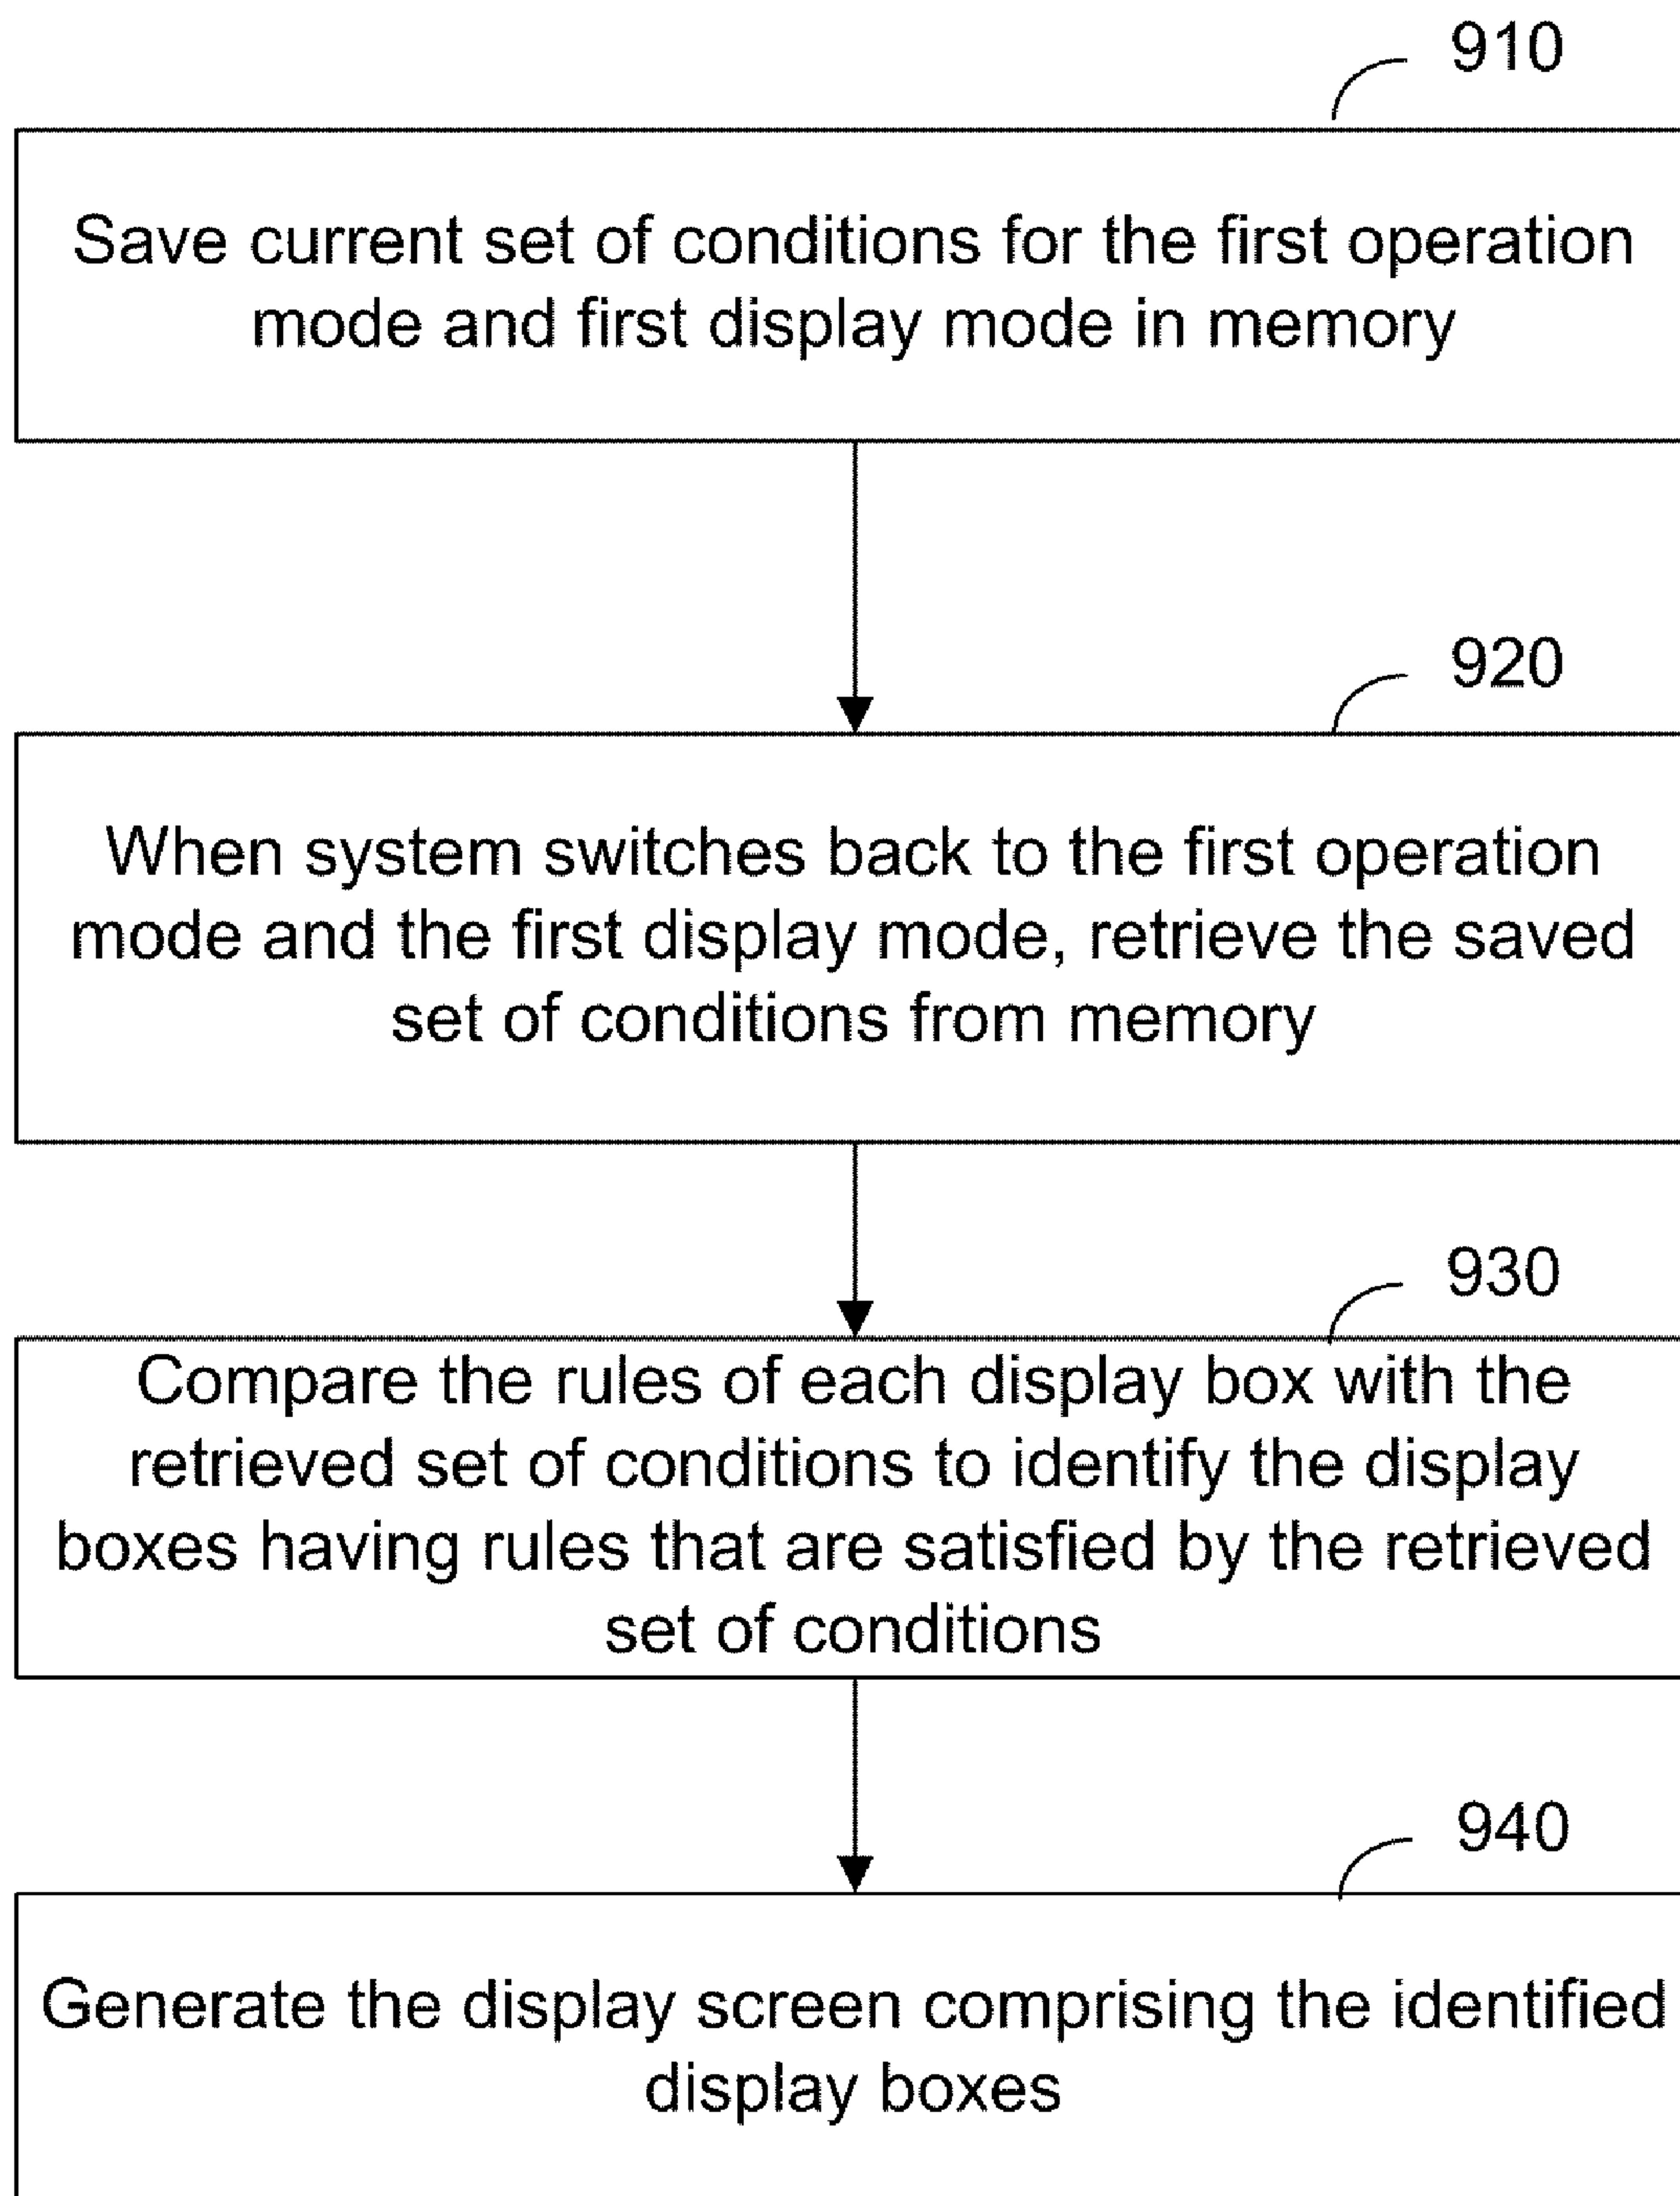 910
Save current set of conditions for the first operation
mode and first display mode in memory
920
When system switches back to the first operation
mode and the first display mode, retrieve the saved
set of conditions from memory
930
Compare the rules of each display box with the
retrieved set of conditions to identify the display
boxes having rules that are satisfied by the retrieved
set of conditions
940
Generate the display screen comprising the identified
display boxes